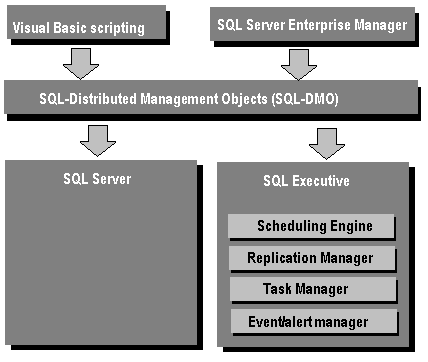 Visual Basic scripting
SQL Server Enterprise Manager
SQL-Distributed Management Objects (SQL-DMO)
SQL Server
SQL Executive
Scheduling Engine
Replication Manager
Task Manager
Event/alert manager